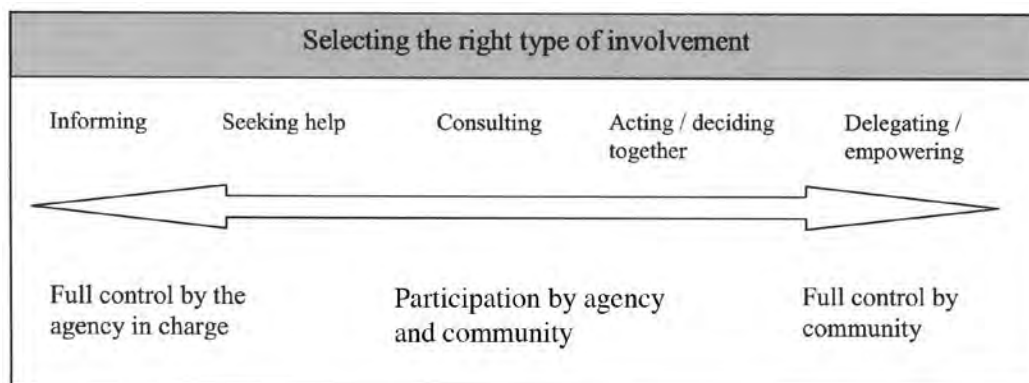 Selecting the right type of involvement
Informing
Seeking help
Consulting
Acting / deciding
together
Delegating /
empowering
Full control by the
agency in charge
Participation by agency
and community
Full control by
community